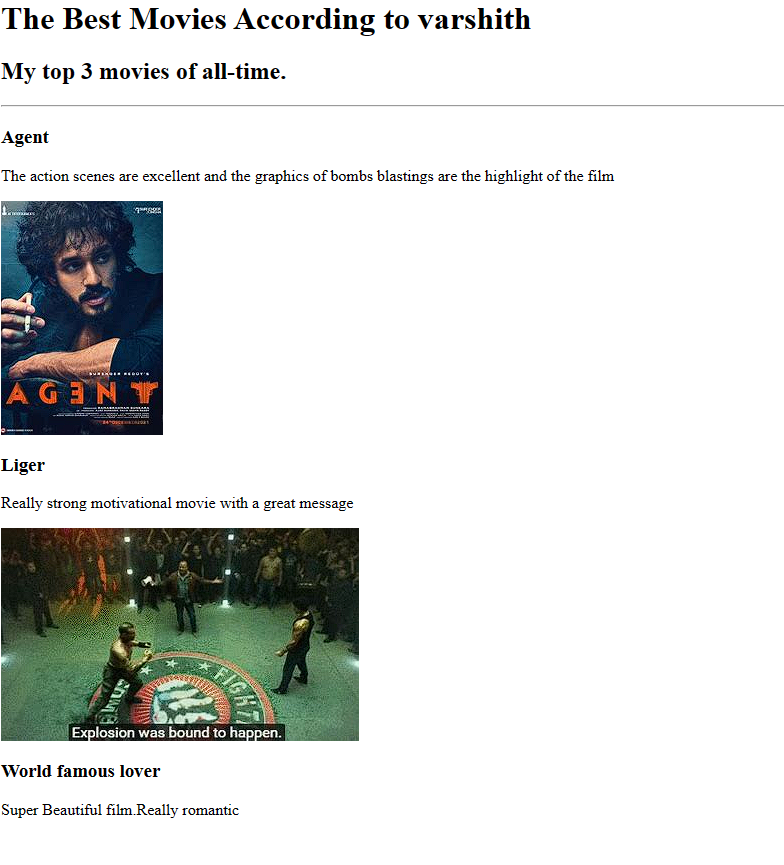 The Best Movies According to varshith
My top 3 movies of all-time.
Agent
The action scenes are excellent and the graphics of bombs blastings are the highlight of the film
SURENDER REDDY'S
AGENT
Liger
Really strong motivational movie with a great message
FIGHT
Explosion was bound to happen.
World famous lover
Super Beautiful film.Really romantic